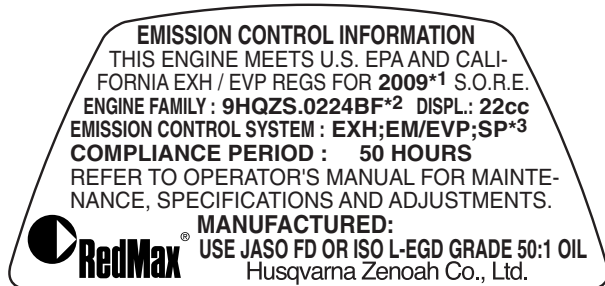 EMISSION CONTROL INFORMATION
THIS ENGINE MEETS U.S. EPA AND CALI-
FORNIA EXH / EVP REGS FOR 2009*1 S.O.R.E.
ENGINE FAMILY : 9HQZS.0224BF*2 DISPL.: 22cc
EMISSION CONTROL SYSTEM : EXH;EM/EVP;SP*3
COMPLIANCE PERIOD : 50 HOURS
REFER TO OPERATOR'S MANUAL FOR MAINTE-
NANCE, SPECIFICATIONS AND ADJUSTMENTS.
MANUFACTURED:
RedMax® USE JASO FD OR ISO L-EGD GRADE 50:1 OIL
Husqvarna Zenoah Co., Ltd.